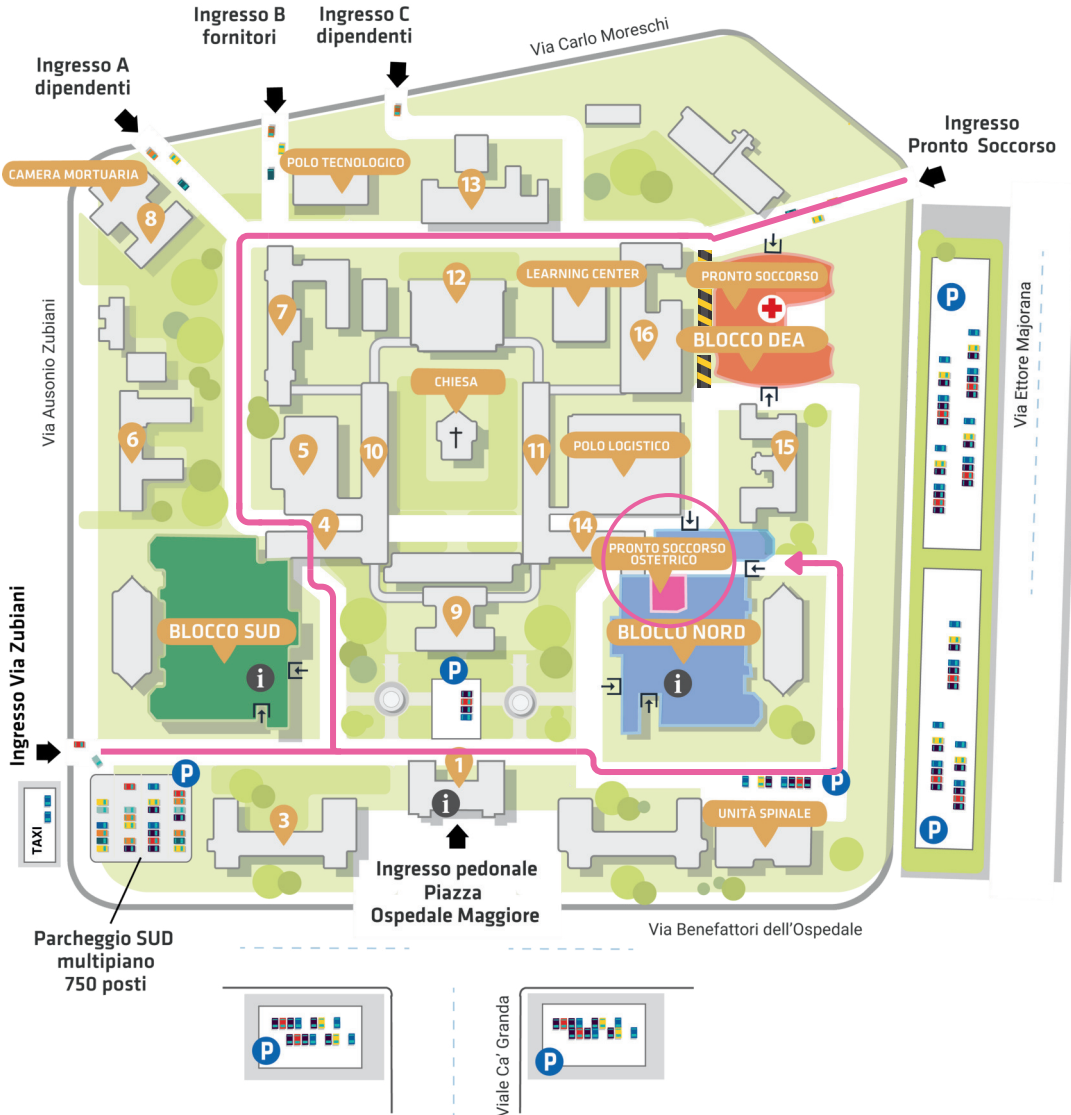 Ingresso B
fornitori
Ingresso C
dipendenti
Via Carlo Moreschi
Ingresso A
dipendenti
Ingresso
Pronto Soccorso
CAMERA MORTUARIA
8
POLO TECNOLOGICO
13
7
12
LEARNING CENTER
16
PRONTO SOCCORSO
BLOCCO DEA
P
Via Ausonio Zubiani
Via Ettore Majorana
CHIESA
6
5
10
11
POLO LOGISTICO
15
4
14
PRONTO SOCCORSO
OSTETRICO
9
BLOCCO SUD
i
BLOCCO NORD
i
P
Ingresso Via Zubiani
P
1
i
P
P
TAXI
3
UNITÀ SPINALE
Ingresso pedonale
Piazza
Ospedale Maggiore
Via Benefattori dell'Ospedale
Parcheggio SUD
multipiano
750 posti
P
Viale Ca' Granda
P